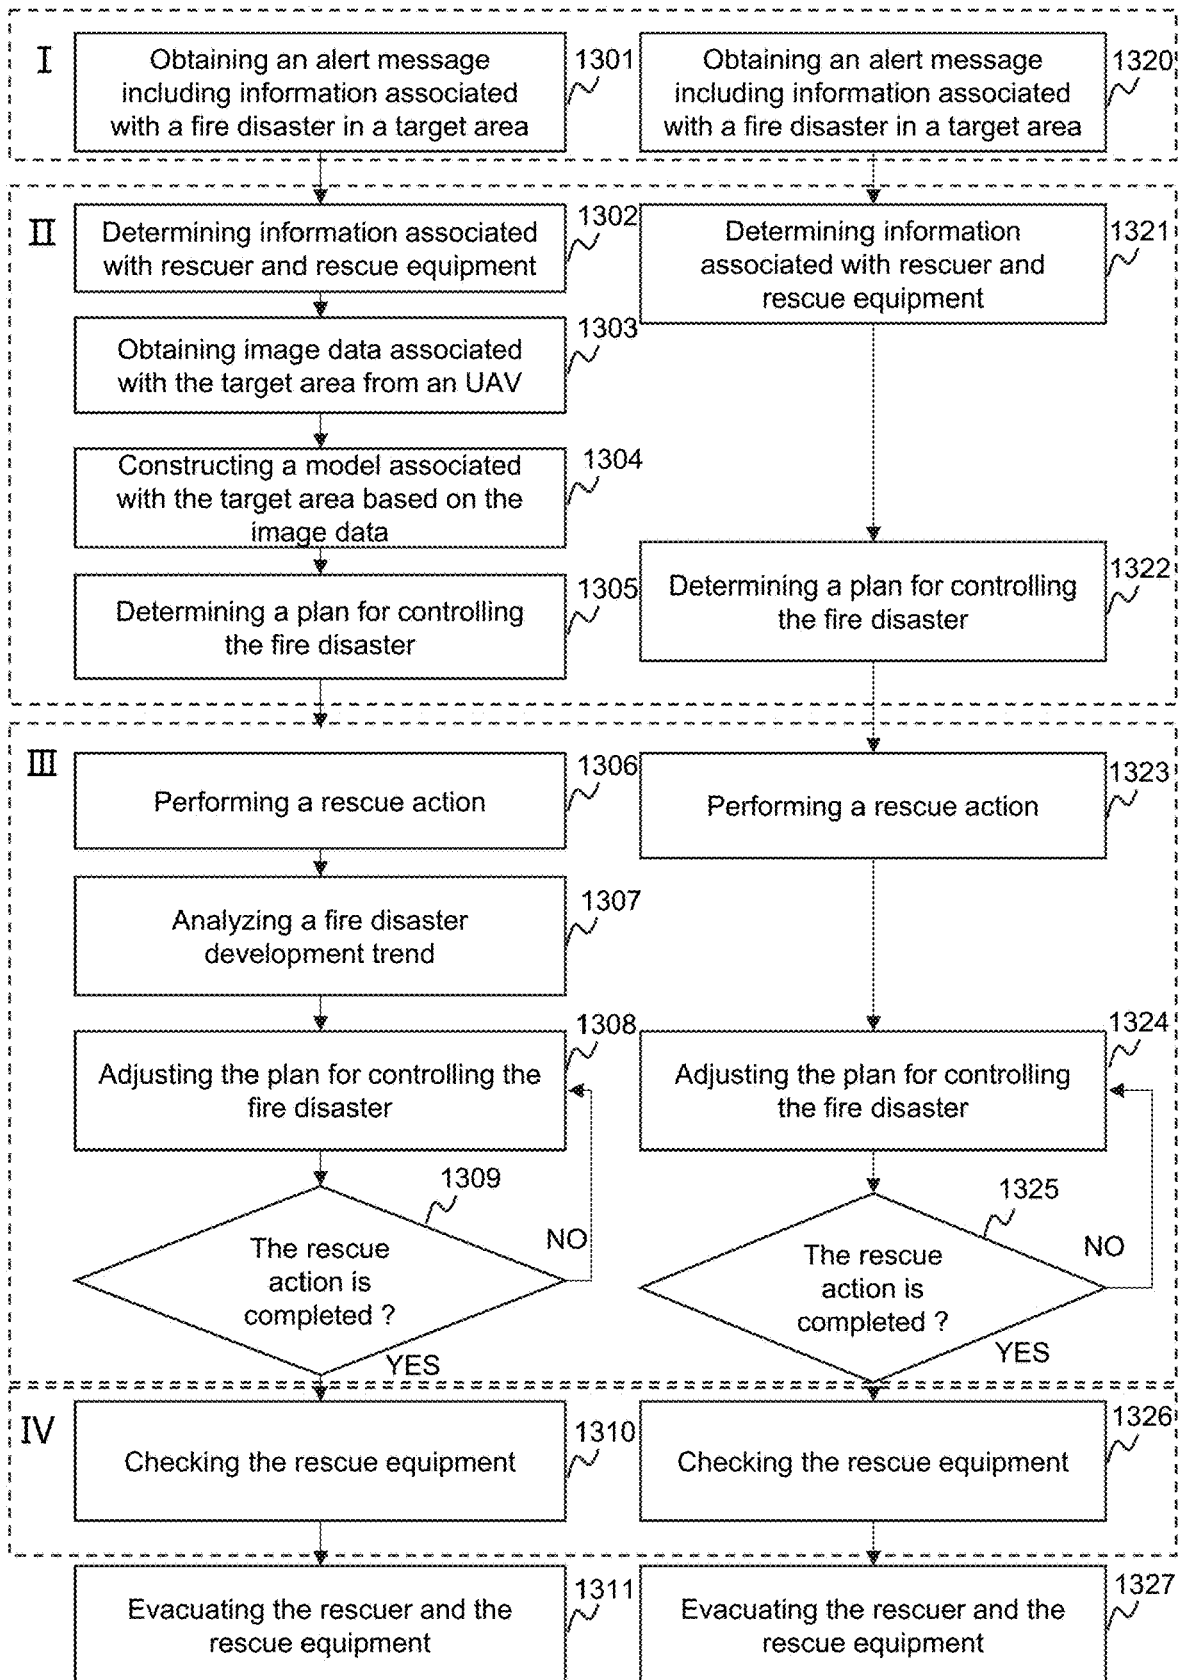 I
Obtaining an alert message
including information associated
with a fire disaster in a target area
1301
Obtaining an alert message
including information associated
with a fire disaster in a target area
1320
II
Determining information associated
with rescuer and rescue equipment
1302
Determining information
associated with rescuer and
rescue equipment
1321
Obtaining image data associated
with the target area from an UAV
1303
Constructing a model associated
with the target area based on the
image data
1304
Determining a plan for controlling
the fire disaster
1305
Determining a plan for controlling
the fire disaster
1322
III
Performing a rescue action
1306
Performing a rescue action
1323
Analyzing a fire disaster
development trend
1307
Adjusting the plan for controlling the
fire disaster
1308
Adjusting the plan for controlling
the fire disaster
1324
The rescue
action is
completed ?
1309
NO
YES
The rescue
action is
completed ?
1325
NO
YES
IV
Checking the rescue equipment
1310
Checking the rescue equipment
1326
Evacuating the rescuer and the
rescue equipment
1311
Evacuating the rescuer and the
rescue equipment
1327